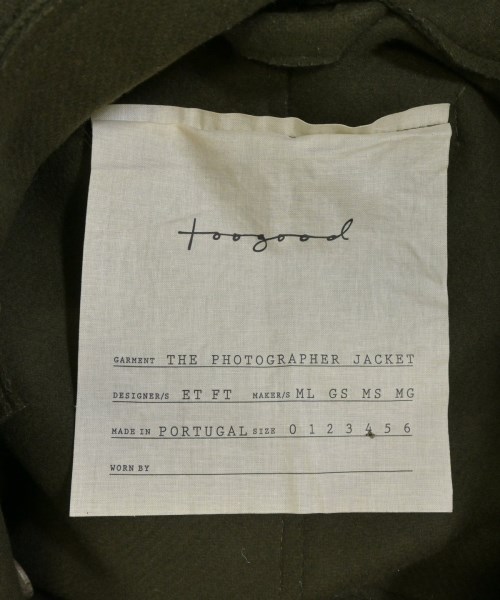 toogood
GARMENT THE PHOTOGRAPHER JACKET
DESIGNER/S ET FT MAKER/S ML GS MS MG
MADE IN PORTUGAL SIZE 0 1 2 3 4 5 6
WORN BY